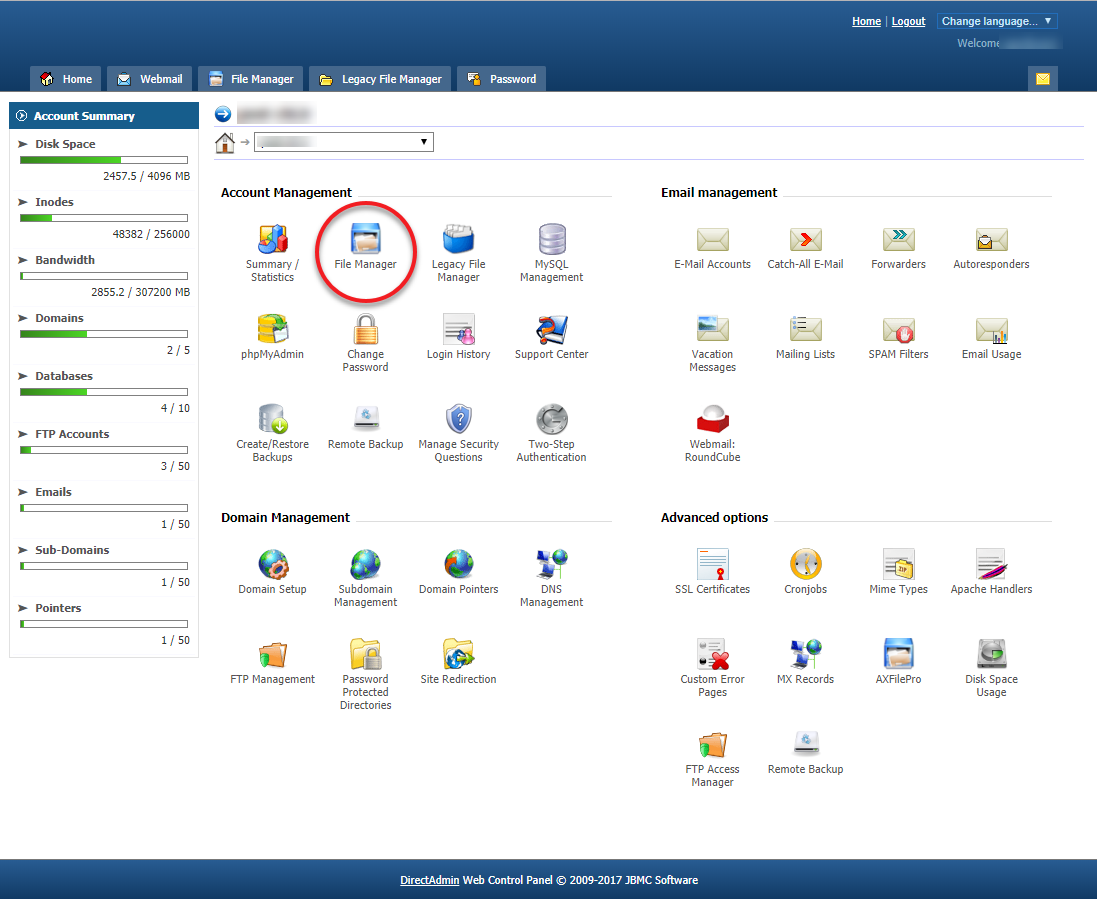 Home | Logout Change language...
Welcome
Home Webmail File Manager Legacy File Manager Password
Account Summary
Disk Space
2457.5 / 4096 MB
Inodes
48382 / 256000
Bandwidth
2855.2 / 307200 MB
Domains
2 / 5
Databases
4 / 10
FTP Accounts
3 / 50
Emails
1 / 50
Sub-Domains
1 / 50
Pointers
1 / 50
Account Management
Summary /
Statistics
File Manager
Legacy File
Manager
MySQL
Management
phpMyAdmin
Change
Password
Login History
Support Center
Create/Restore
Backups
Remote Backup
Manage Security
Questions
Two-Step
Authentication
Email management
E-Mail Accounts
Catch-All E-Mail
Forwarders
Autoresponders
Vacation
Messages
Mailing Lists
SPAM Filters
Email Usage
Webmail:
RoundCube
Domain Management
Domain Setup
Subdomain
Management
Domain Pointers
DNS
Management
FTP Management
Password
Protected
Directories
Site Redirection
Advanced options
SSL Certificates
Cronjobs
ZIP
Mime Types
Apache Handlers
Custom Error
Pages
MX Records
AXFilePro
Disk Space
Usage
FTP Access
Manager
Remote Backup
DirectAdmin Web Control Panel © 2009-2017 JBMC Software